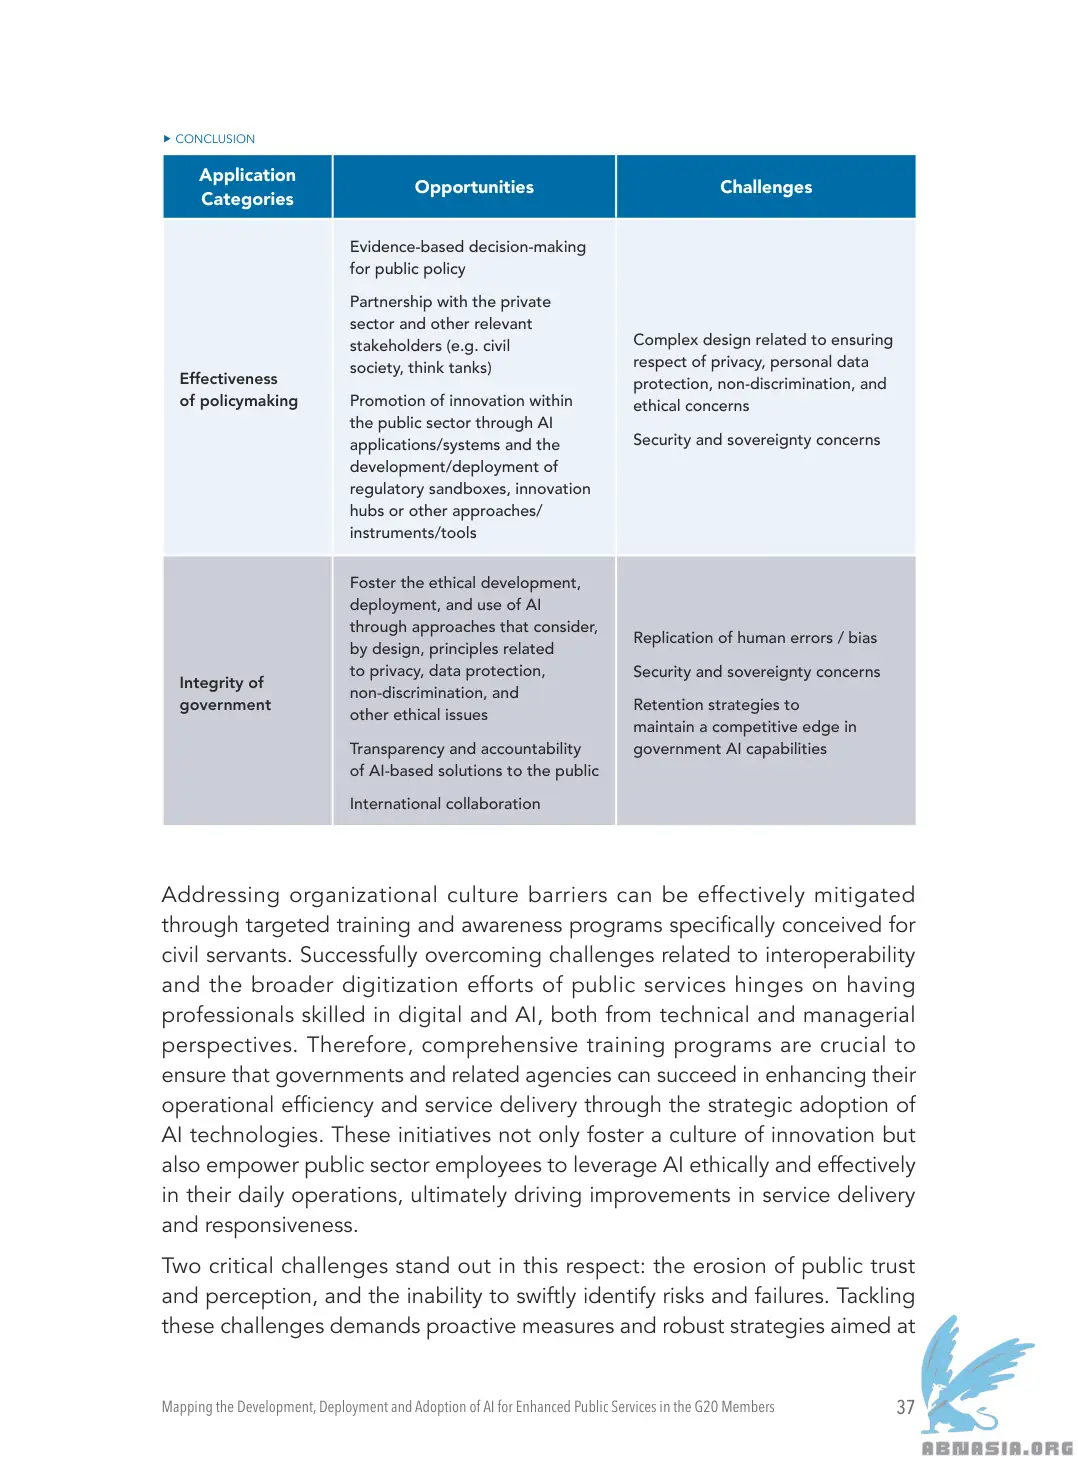 CONCLUSION
Application
Categories
Opportunities
Challenges
Effectiveness
of policymaking
Evidence-based decision-making
for public policy
Partnership with the private
sector and other relevant
stakeholders (e.g. civil
society, think tanks)
Promotion of innovation within
the public sector through AI
applications/systems and the
development/deployment of
regulatory sandboxes, innovation
hubs or other approaches/
instruments/tools
Complex design related to ensuring
respect of privacy, personal data
protection, non-discrimination, and
ethical concerns
Security and sovereignty concerns
Integrity of
government
Foster the ethical development,
deployment, and use of AI
through approaches that consider,
by design, principles related
to privacy, data protection,
non-discrimination, and
other ethical issues
Transparency and accountability
of AI-based solutions to the public
International collaboration
Replication of human errors / bias
Security and sovereignty concerns
Retention strategies to
maintain a competitive edge in
government AI capabilities
Addressing organizational culture barriers can be effectively mitigated
through targeted training and awareness programs specifically conceived for
civil servants. Successfully overcoming challenges related to interoperability
and the broader digitization efforts of public services hinges on having
professionals skilled in digital and AI, both from technical and managerial
perspectives. Therefore, comprehensive training programs are crucial to
ensure that governments and related agencies can succeed in enhancing their
operational efficiency and service delivery through the strategic adoption of
AI technologies. These initiatives not only foster a culture of innovation but
also empower public sector employees to leverage AI ethically and effectively
in their daily operations, ultimately driving improvements in service delivery
and responsiveness.
Two critical challenges stand out in this respect: the erosion of public trust
and perception, and the inability to swiftly identify risks and failures. Tackling
these challenges demands proactive measures and robust strategies aimed at
Mapping the Development, Deployment and Adoption of AI for Enhanced Public Services in the G20 Members
37
ABNASIA.ORG